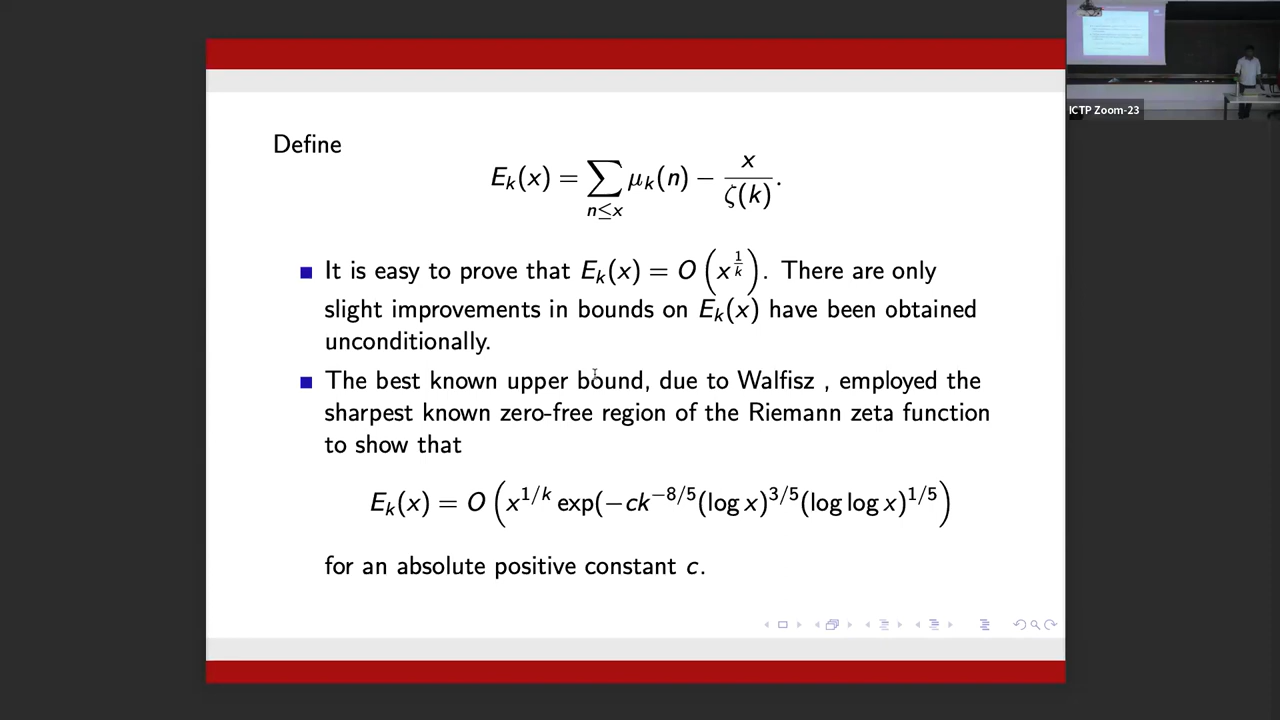 Define
E_k(x) = ∑_{n≤x} μ_k(n) − x/ζ(k).
It is easy to prove that E_k(x) = O(x^{1/k}). There are only
slight improvements in bounds on E_k(x) have been obtained
unconditionally.
The best known upper bound, due to Walfisz , employed the
sharpest known zero-free region of the Riemann zeta function
to show that
E_k(x) = O(x^{1/k} exp(−ck^{−8/5}(log x)^{3/5}(log log x)^{1/5})
for an absolute positive constant c.
ICTP Zoom-23